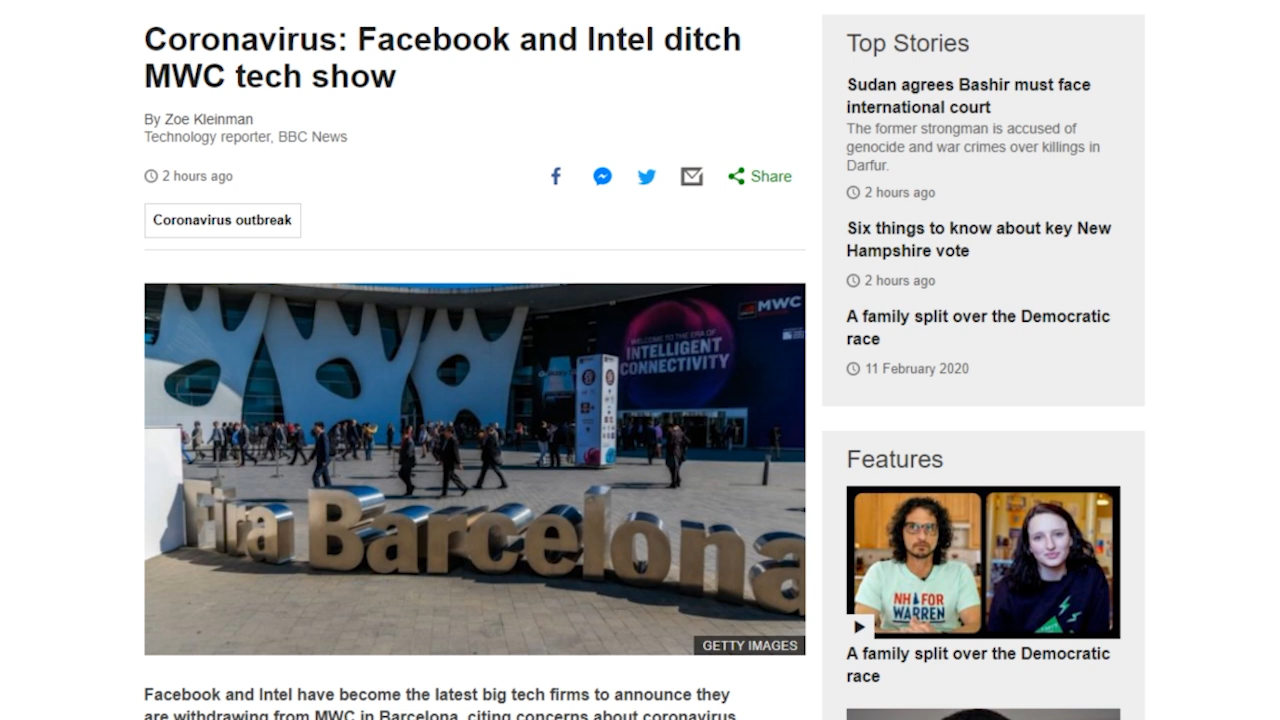 Coronavirus: Facebook and Intel ditch
MWC tech show
By Zoe Kleinman
Technology reporter, BBC News
2 hours ago
Share
Coronavirus outbreak
MWC
WELCOME TO THE ERA OF
INTELLIGENT
CONNECTIVITY
Fira Barcelona
GETTY IMAGES
Facebook and Intel have become the latest big tech firms to announce they
are withdrawing from MWC in Barcelona, citing concerns about coronavirus.
Top Stories
Sudan agrees Bashir must face
international court
The former strongman is accused of
genocide and war crimes over killings in
Darfur.
2 hours ago
Six things to know about key New
Hampshire vote
2 hours ago
A family split over the Democratic
race
11 February 2020
Features
NH FOR
WARREN
A family split over the Democratic
race